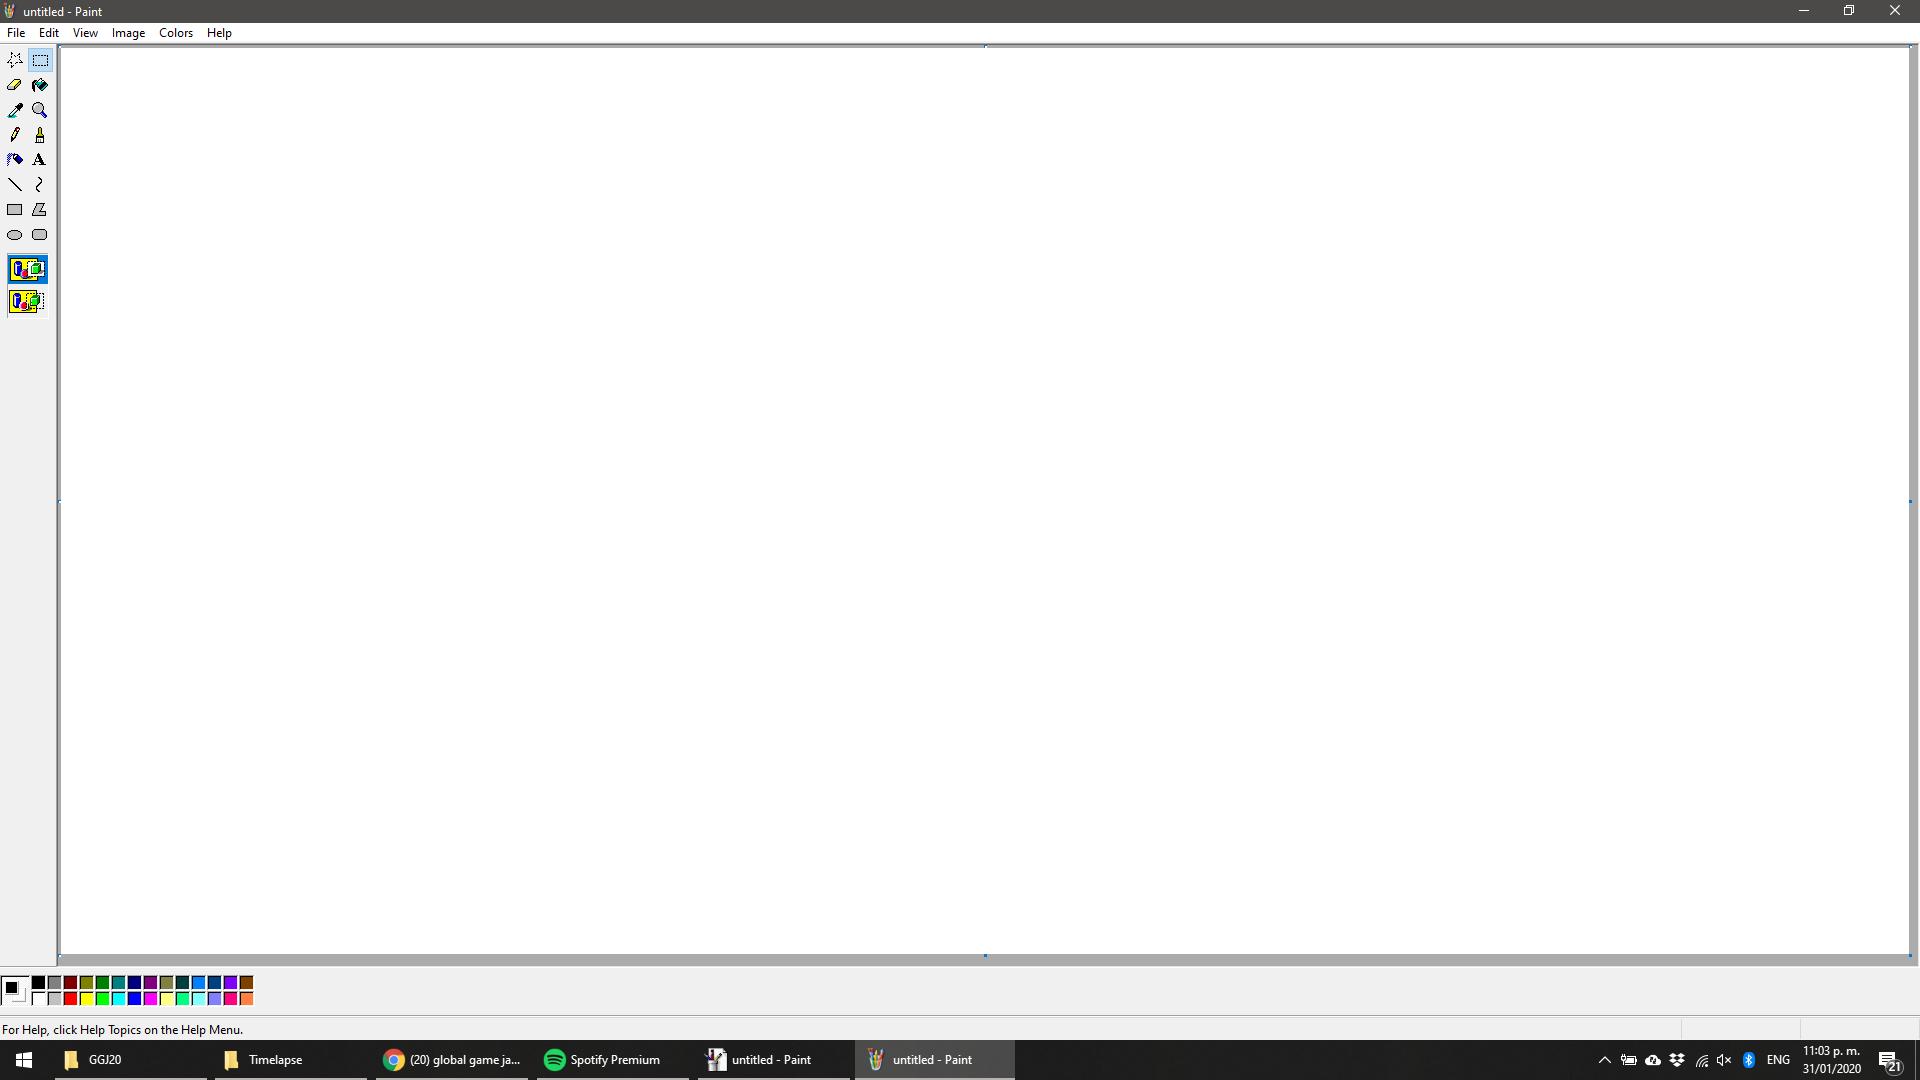 untitled - Paint
File Edit View Image Colors Help
A
For Help, click Help Topics on the Help Menu.
GGJ20
Timelapse
(20) global game ja...
Spotify Premium
untitled - Paint
untitled - Paint
ENG
11:03 p. m.
31/01/2020
21